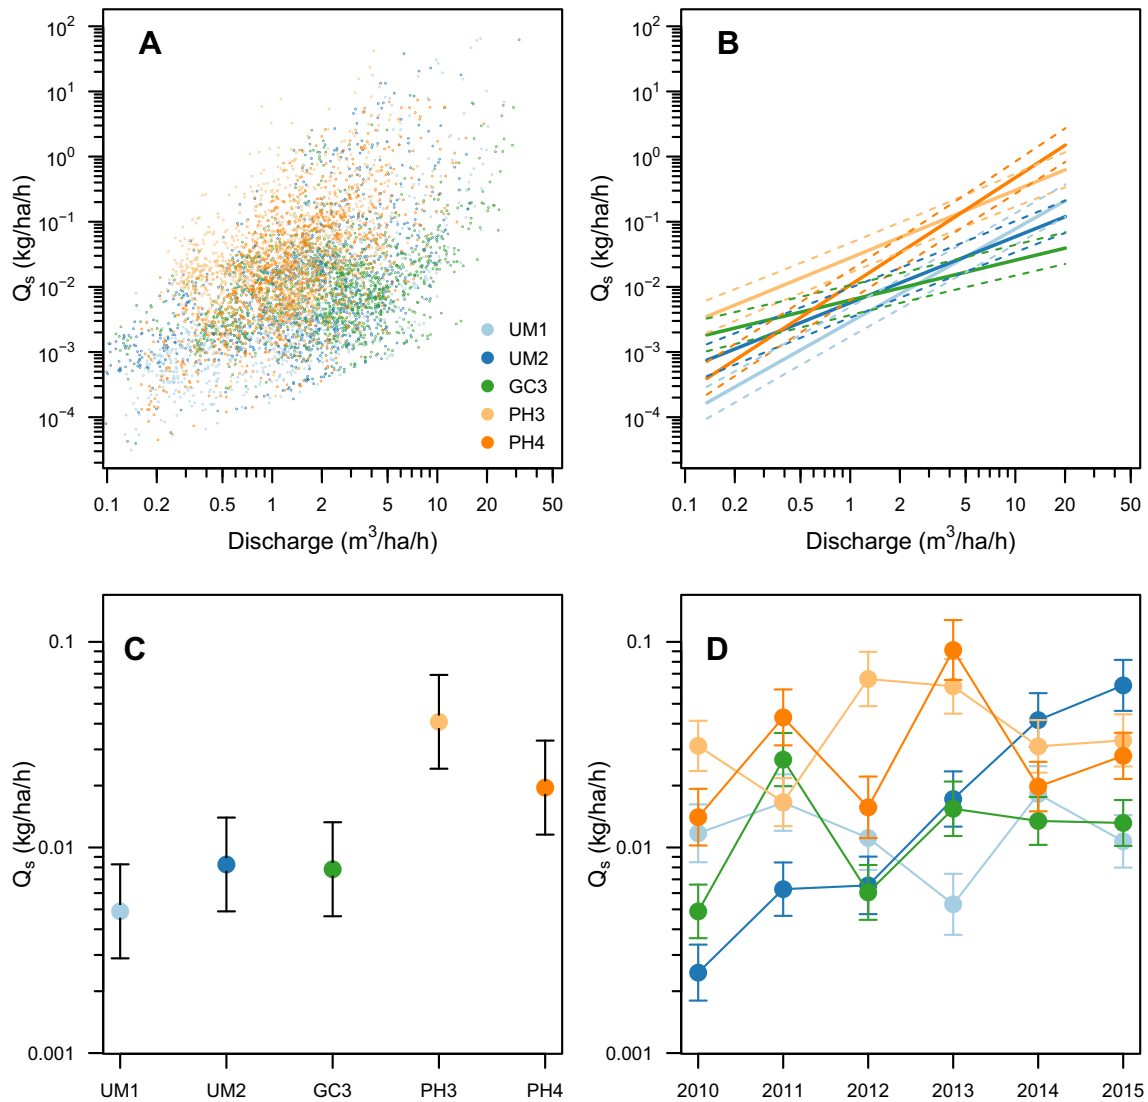 A
10² 10¹ 10⁰ 10⁻¹ 10⁻² 10⁻³ 10⁻⁴
Qₛ (kg/ha/h)
UM1
UM2
GC3
PH3
PH4
0.1 0.2 0.5 1 2 5 10 20 50
Discharge (m³/ha/h)
B
10² 10¹ 10⁰ 10⁻¹ 10⁻² 10⁻³ 10⁻⁴
Qₛ (kg/ha/h)
0.1 0.2 0.5 1 2 5 10 20 50
Discharge (m³/ha/h)
C
0.1
0.01
0.001
Qₛ (kg/ha/h)
UM1 UM2 GC3 PH3 PH4
D
0.1
0.01
0.001
Qₛ (kg/ha/h)
2010 2011 2012 2013 2014 2015